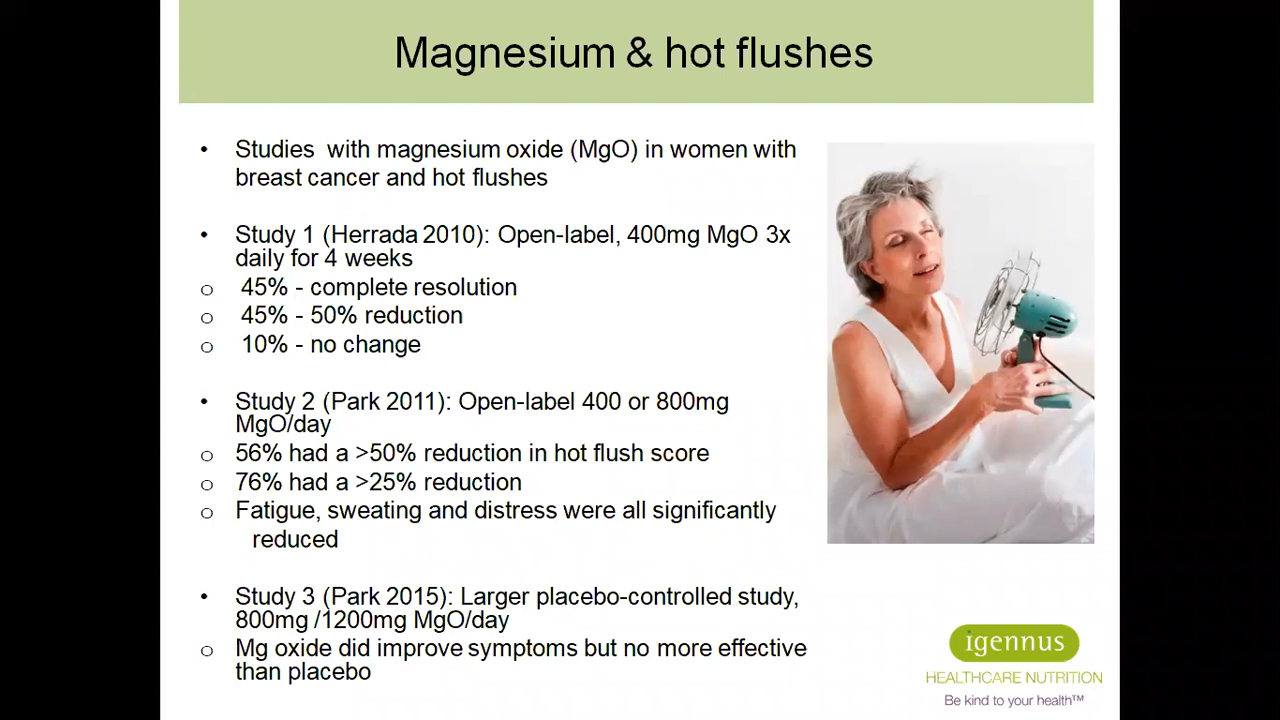 Magnesium & hot flushes
• Studies  with magnesium oxide (MgO) in women with
breast cancer and hot flushes
• Study 1 (Herrada 2010): Open-label, 400mg MgO 3x
daily for 4 weeks
o 45% - complete resolution
o 45% - 50% reduction
o 10% - no change
• Study 2 (Park 2011): Open-label 400 or 800mg
MgO/day
o 56% had a >50% reduction in hot flush score
o 76% had a >25% reduction
o Fatigue, sweating and distress were all significantly
reduced
• Study 3 (Park 2015): Larger placebo-controlled study,
800mg /1200mg MgO/day
o Mg oxide did improve symptoms but no more effective
than placebo
igennus
HEALTHCARE NUTRITION
Be kind to your health™